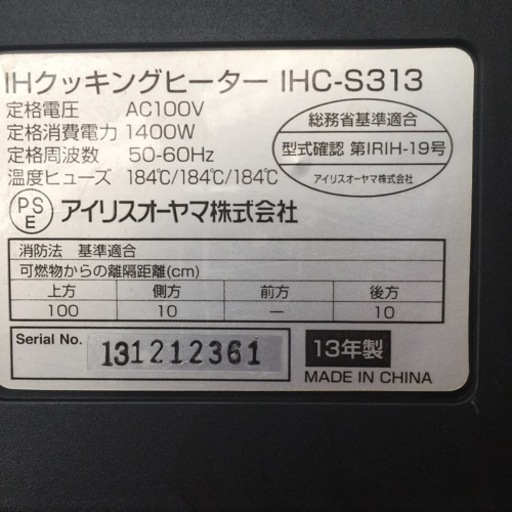 IHクッキングヒーター IHC-S313
定格電圧 AC100V
定格消費電力 1400W
定格周波数 50-60Hz
温度ヒューズ 184℃/184℃/184℃
総務省基準適合
型式確認 第IRIH-19号
アイリスオーヤマ株式会社
PSE アイリスオーヤマ株式会社
消防法 基準適合
可燃物からの離隔距離(cm)
上方 側方 前方 後方
100 10 ー 10
Serial No. 131212361
13年製
MADE IN CHINA